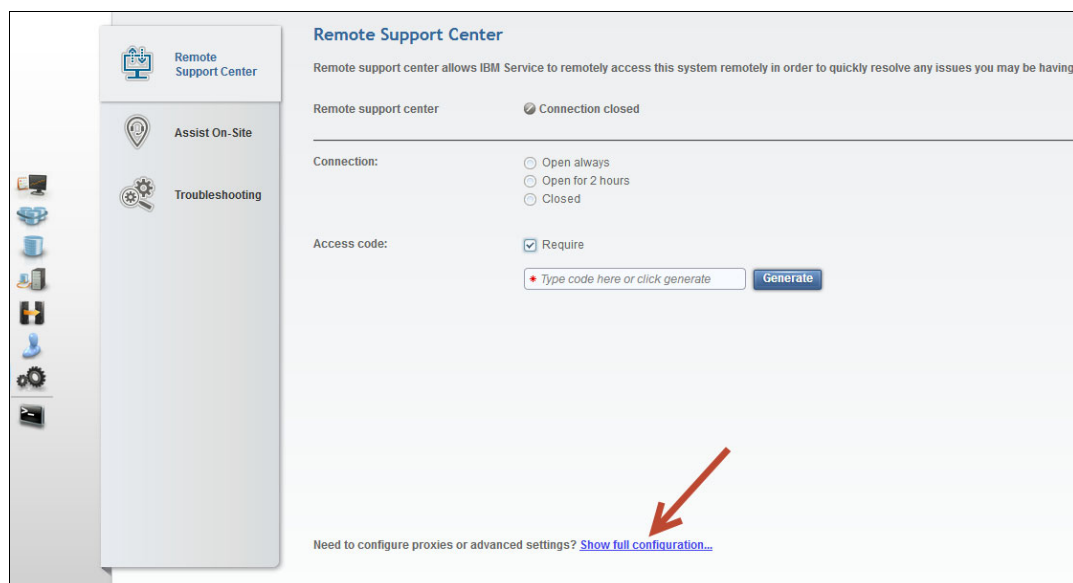 Remote Support Center
Remote
Support Center
Remote support center allows IBM Service to remotely access this system remotely in order to quickly resolve any issues you may be having
Remote support center
Connection closed
Assist On-Site
Connection:
Open always
Open for 2 hours
Closed
Troubleshooting
Access code:
Require
* Type code here or click generate
Generate
Need to configure proxies or advanced settings? Show full configuration...